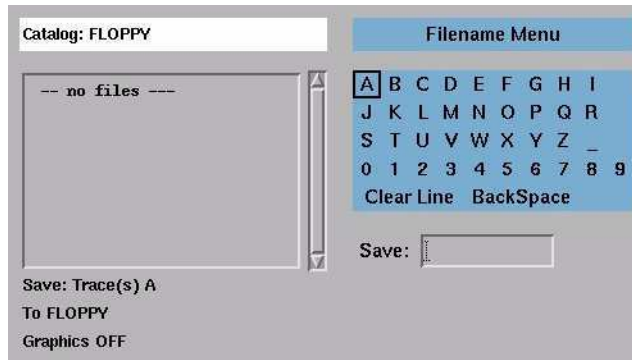 Catalog: FLOPPY
-- no files ---
Save: Trace(s) A
To FLOPPY
Graphics OFF
Filename Menu
A B C D E F G H I
J K L M N O P Q R
S T U V W X Y Z _
0 1 2 3 4 5 6 7 8 9
Clear Line BackSpace
Save: